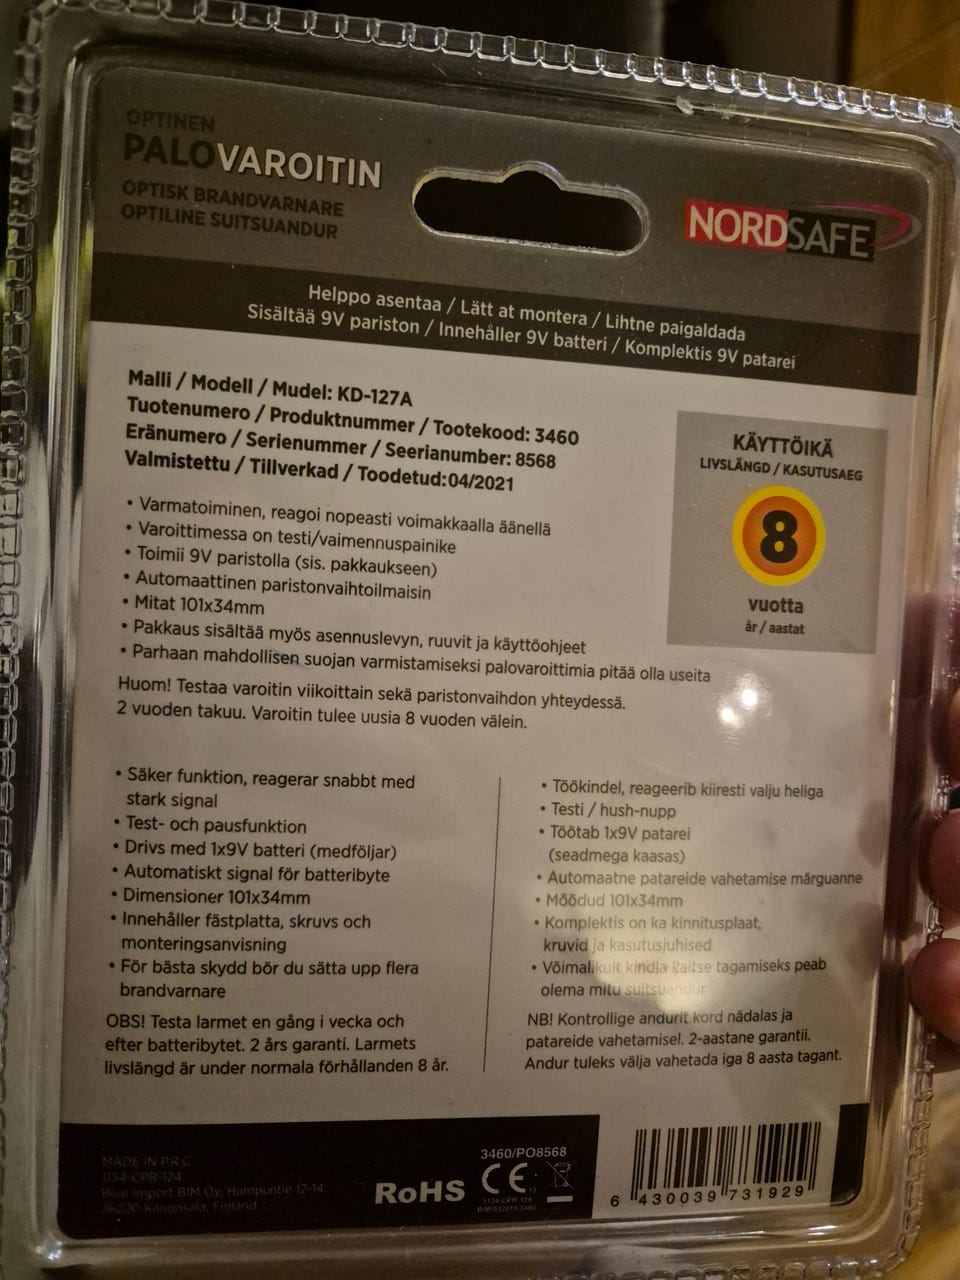 OPTINEN
PALOVAROITIN
OPTISK BRANDVARNARE
OPTILINE SUITSUANDUR
NORDSAFE
Helppo asentaa / Lätt at montera / Lihtne paigaldada
Sisältää 9V pariston / Innehåller 9V batteri / Komplektis 9V patarei
Malli / Modell / Mudel: KD-127A
Tuotenumero / Produktnummer / Tootekood: 3460
Eränumero / Serienummer / Seerianumber: 8568
Valmistettu / Tillverkad / Toodetud: 04/2021
KÄYTTÖIKÄ
LIVSLÄNGD / KASUTUSAEG
8
vuotta
år / aastat
• Varmatoiminen, reagoi nopeasti voimakkaalla äänellä
• Varoittimessa on testi/vaimennuspainike
• Toimii 9V paristolla (sis. pakkaukseen)
• Automaattinen paristonvaihtoilmaisin
• Mitat 101x34mm
• Pakkaus sisältää myös asennuslevyn, ruuvit ja käyttöohjeet
• Parhaan mahdollisen suojan varmistamiseksi palovaroittimia pitää olla useita
Huom! Testaa varoitin viikoittain sekä paristonvaihdon yhteydessä.
2 vuoden takuu. Varoitin tulee uusia 8 vuoden välein.
• Säker funktion, reagerar snabbt med
stark signal
• Test- och pausfunktion
• Drivs med 1x9V batteri (medföljar)
• Automatiskt signal för batteribyte
• Dimensioner 101x34mm
• Innehåller fästplatta, skruvs och
monteringsanvisning
• För bästa skydd bör du sätta upp flera
brandvarnare
OBS! Testa larmet en gång i vecka och
efter batteribytet. 2 års garanti. Larmets
livslängd är under normala förhållanden 8 år.
• Töökindel, reageerib kiiresti valju heliga
• Testi / hush-nupp
• Töötab 1x9V patarei
(seadmega kaasas)
• Automaatne patareide vahetamise märguanne
• Mõõdud 101x34mm
• Komplektis on ka kinnitusplaat,
kruvid ja kasutusjuhised
• Võimalikult kindla kaitse tagamiseks peab
olema mitu suitsuandur
NB! Kontrollige andurit kord nädalas ja
patareide vahetamisel. 2-aastane garantii.
Andur tuleks välja vahetada iga 8 aasta tagant.
MADE IN P.R.C
1134-CPR-124
Blue Import BIM Oy, Hampuntie 12-14,
36220 Kangasala, Finland
RoHS
3460/PO8568
CE
1134-CPR-124
6 430039 731929